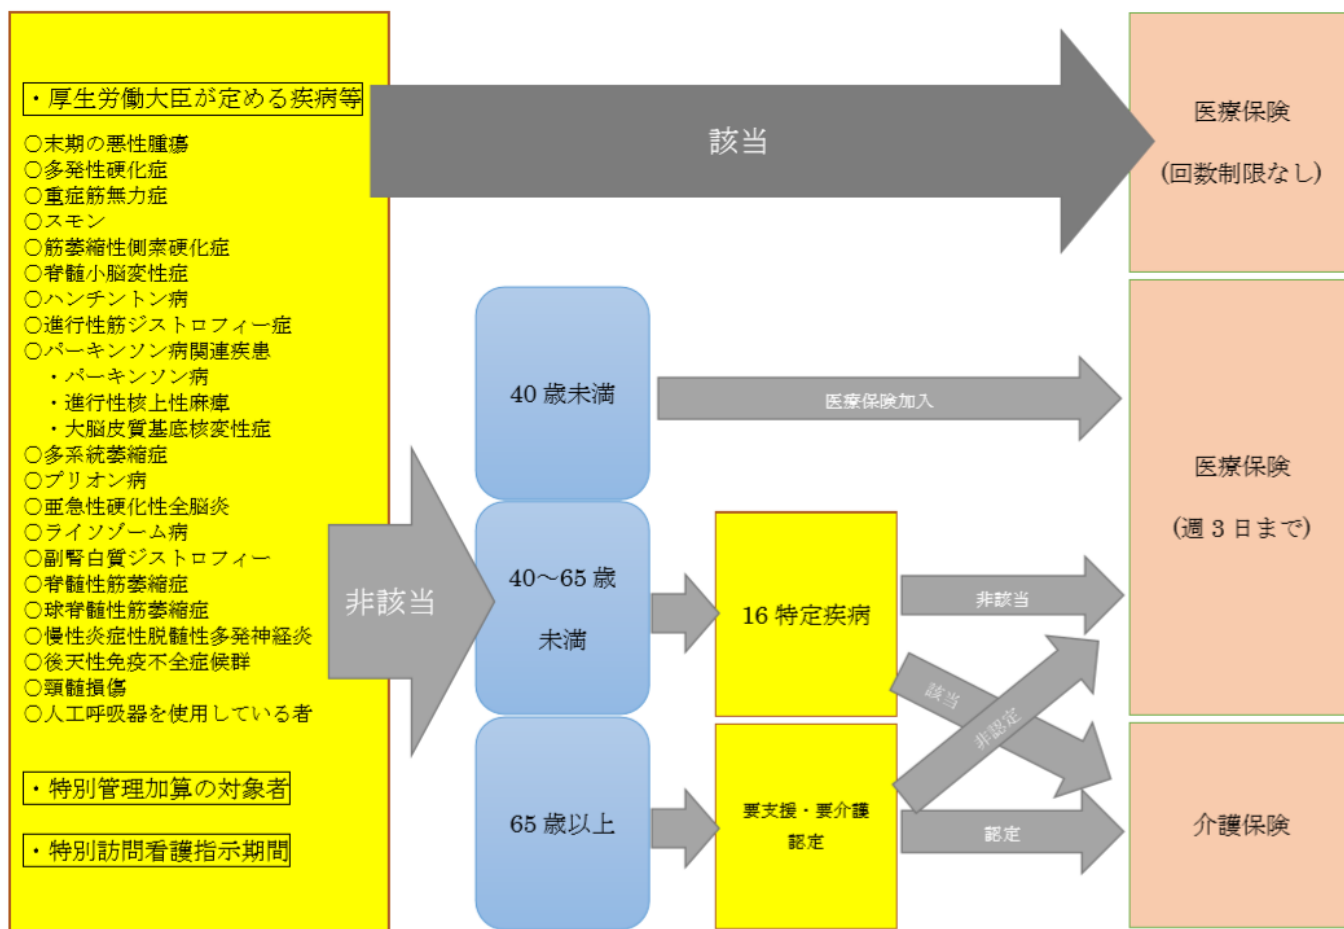 ・厚生労働大臣が定める疾病等
○末期の悪性腫瘍
○多発性硬化症
○重症筋無力症
○スモン
○筋萎縮性側索硬化症
○脊髄小脳変性症
○ハンチントン病
○進行性筋ジストロフィー症
○パーキンソン病関連疾患
・パーキンソン病
・進行性核上性麻痺
・大脳皮質基底核変性症
○多系統萎縮症
○プリオン病
○亜急性硬化性全脳炎
○ライソゾーム病
○副腎白質ジストロフィー
○脊髄性筋萎縮症
○球脊髄性筋萎縮症
○慢性炎症性脱髄性多発神経炎
○後天性免疫不全症候群
○頸髄損傷
○人工呼吸器を使用している者
・特別管理加算の対象者
・特別訪問看護指示期間
該当
医療保険
(回数制限なし)
非該当
40 歳未満
医療保険加入
医療保険
(週 3 日まで)
40～65 歳
未満
16 特定疾病
非該当
該当
非認定
65 歳以上
要支援・要介護
認定
認定
介護保険